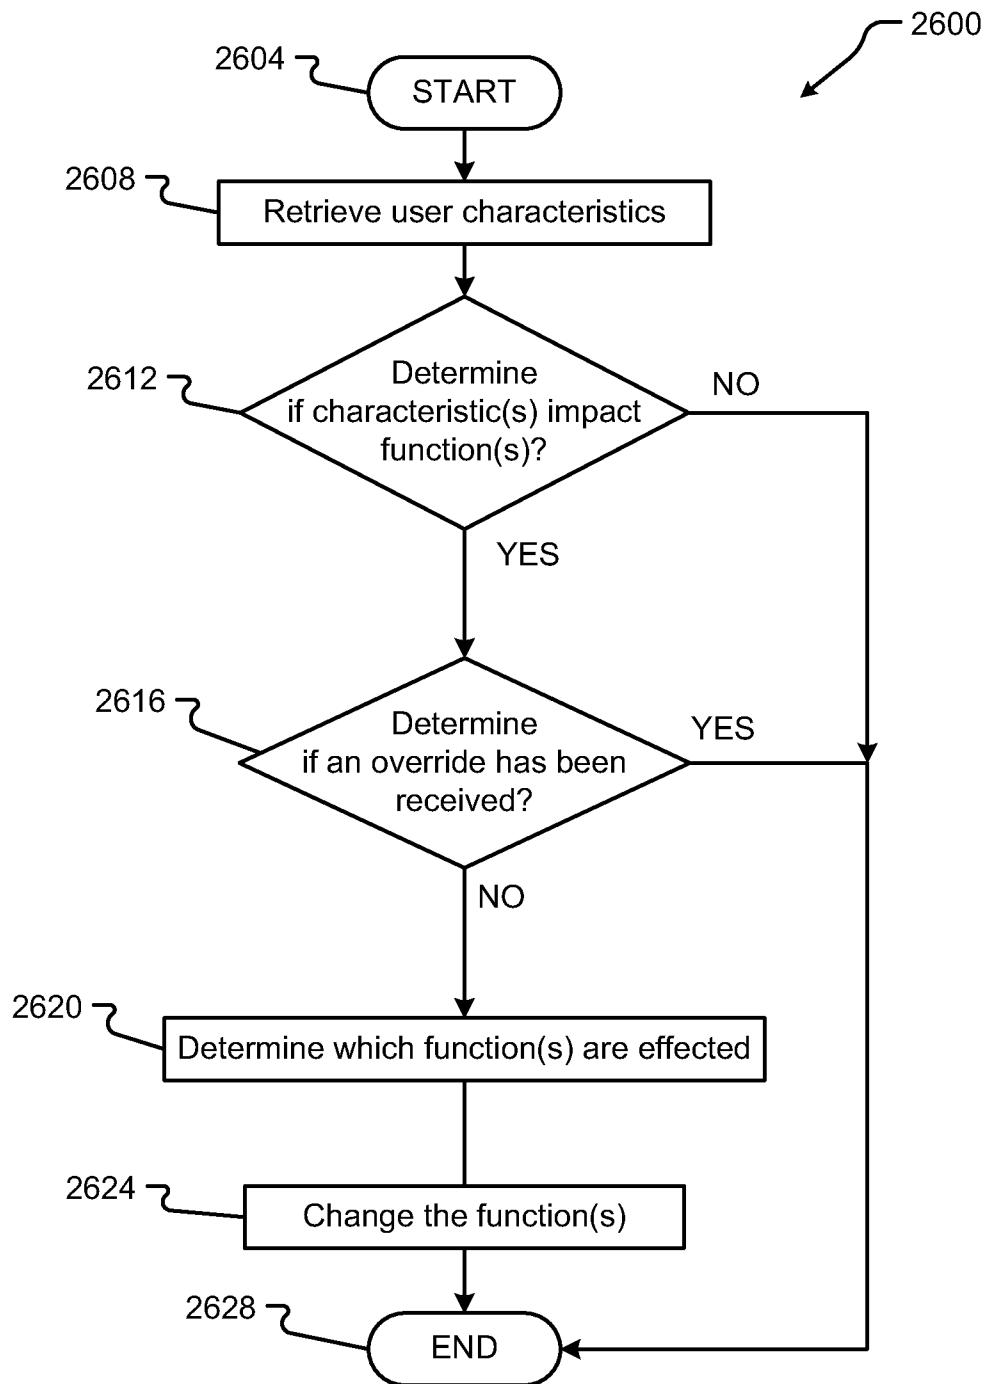 2600
2604
START
2608
Retrieve user characteristics
2612
Determine
if characteristic(s) impact
function(s)?
NO
YES
2616
Determine
if an override has been
received?
YES
NO
2620
Determine which function(s) are effected
2624
Change the function(s)
2628
END